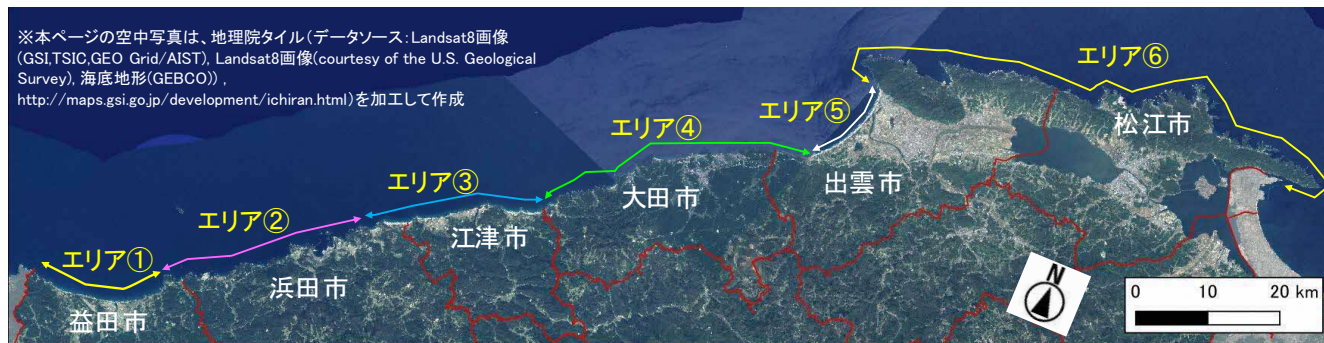 ※本ページの空中写真は、地理院タイル(データソース:Landsat8画像
(GSI,TSIC,GEO Grid/AIST), Landsat8画像(courtesy of the U.S. Geological
Survey), 海底地形(GEBCO)) ,
http://maps.gsi.go.jp/development/ichiran.html)を加工して作成
エリア⑥
エリア⑤
松江市
エリア④
出雲市
エリア③
大田市
エリア②
江津市
エリア①
浜田市
益田市
N
0 10 20 km